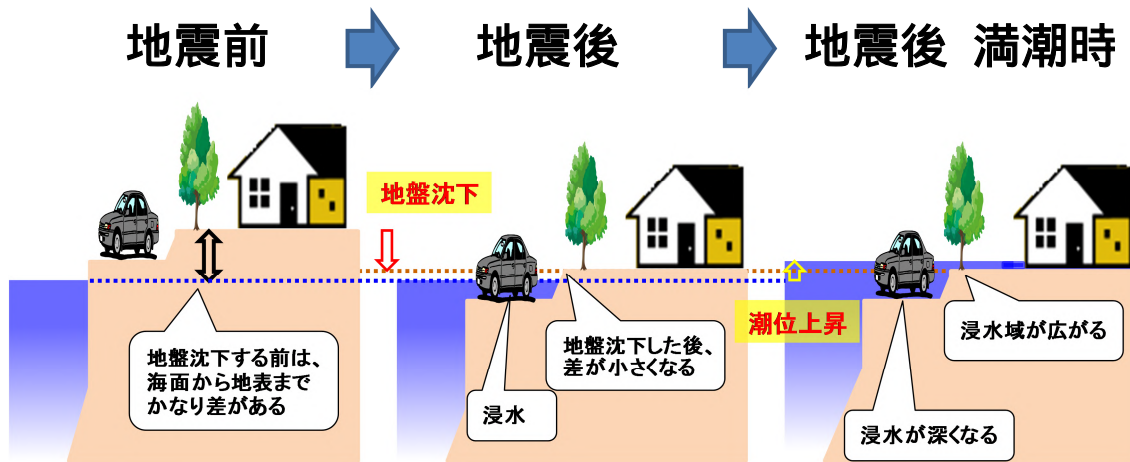 地震前
地震後
地震後 満潮時
地盤沈下
地盤沈下する前は、
海面から地表まで
かなり差がある
浸水
地盤沈下した後、
差が小さくなる
潮位上昇
浸水域が広がる
浸水が深くなる